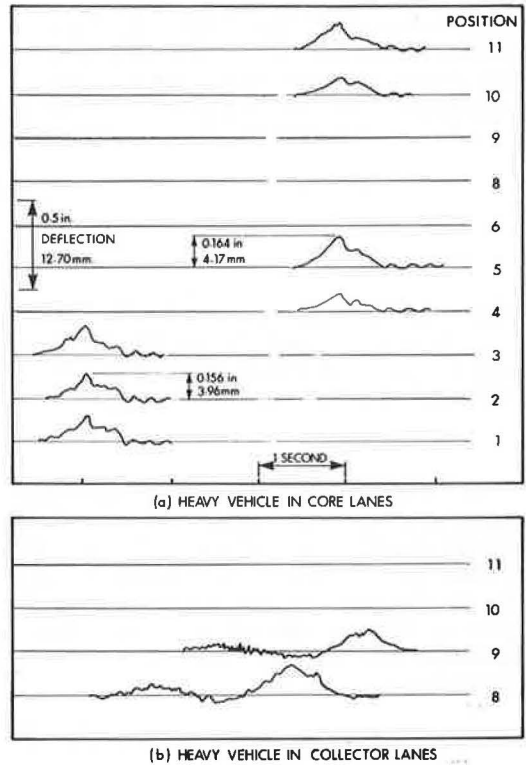 POSITION
11
10
9
8
0.5 in.
6
DEFLECTION
0.164 in
12.70 mm
4.17 mm
5
4
3
0.156 in
2
3.96 mm
1
1 SECOND
(a) HEAVY VEHICLE IN CORE LANES
11
10
9
8
(b) HEAVY VEHICLE IN COLLECTOR LANES